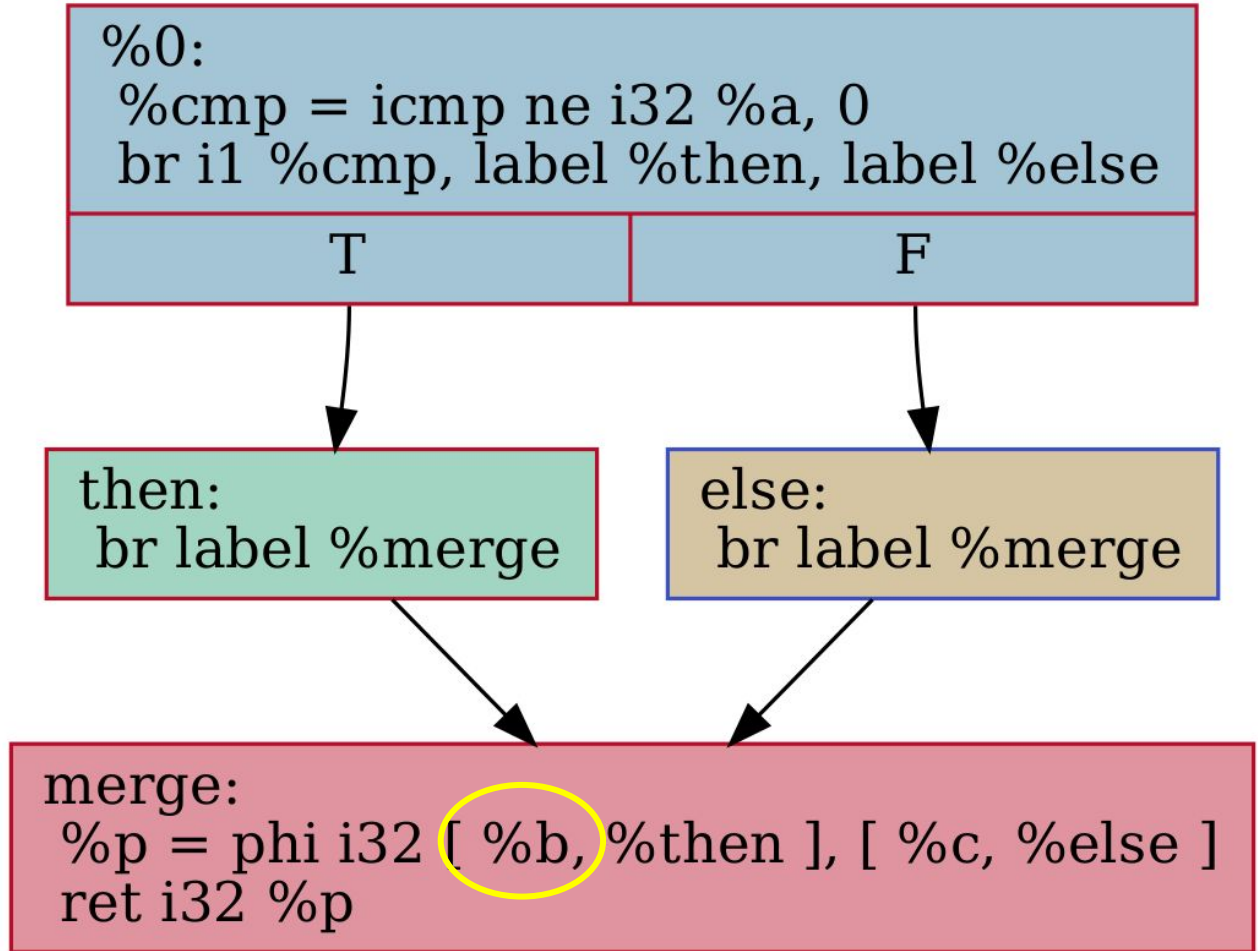 %0:
%cmp = icmp ne i32 %a, 0
br i1 %cmp, label %then, label %else
T
F
then:
br label %merge
else:
br label %merge
merge:
%p = phi i32 [ %b, %then ], [ %c, %else ]
ret i32 %p